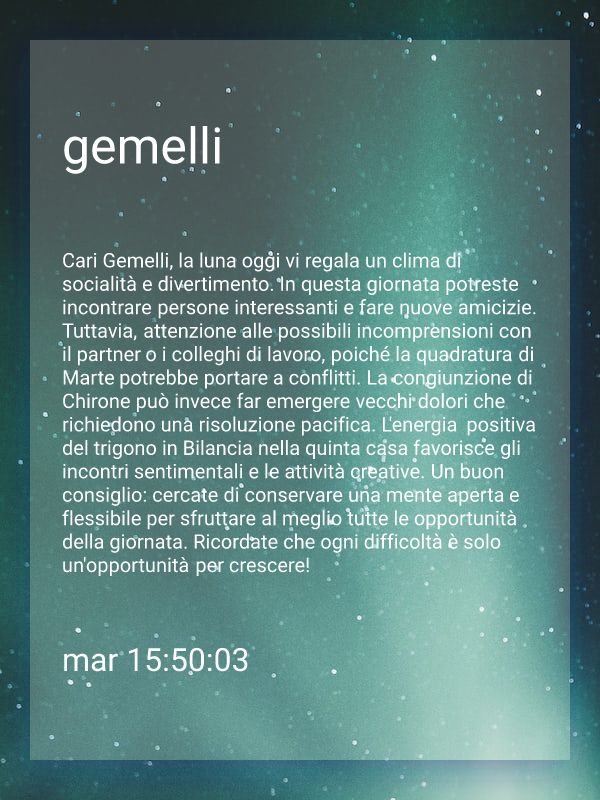 gemelli
Cari Gemelli, la luna oggi vi regala un clima di
socialità e divertimento. In questa giornata potreste
incontrare persone interessanti e fare nuove amicizie.
Tuttavia, attenzione alle possibili incomprensioni con
il partner o i colleghi di lavoro, poiché la quadratura di
Marte potrebbe portare a conflitti. La congiunzione di
Chirone può invece far emergere vecchi dolori che
richiedono una risoluzione pacifica. L'energia  positiva
del trigono in Bilancia nella quinta casa favorisce gli
incontri sentimentali e le attività creative. Un buon
consiglio: cercate di conservare una mente aperta e
flessibile per sfruttare al meglio tutte le opportunità
della giornata. Ricordate che ogni difficoltà è solo
un'opportunità per crescere!
mar 15:50:03